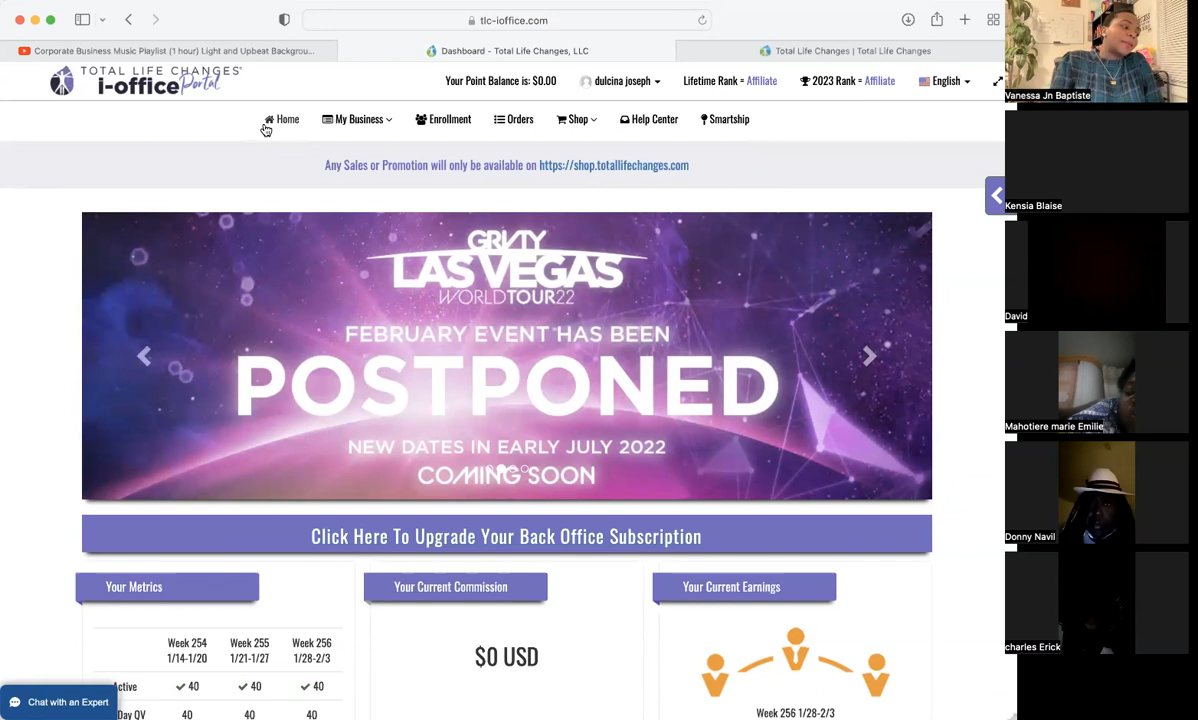 tlc-ioffice.com
Corporate Business Music Playlist (1 hour) Light and Upbeat Backgrou...
Dashboard - Total Life Changes, LLC
Total Life Changes | Total Life Changes
TOTAL LIFE CHANGES®
i-office Portal
Your Point Balance is: $0.00
dulcina joseph
Lifetime Rank = Affiliate
2023 Rank = Affiliate
English
Home
My Business
Enrollment
Orders
Shop
Help Center
Smartship
Any Sales or Promotion will only be available on https://shop.totallifechanges.com
LAS VEGAS
WORLD TOUR 22
FEBRUARY EVENT HAS BEEN
POSTPONED
NEW DATES IN EARLY JULY 2022
COMING SOON
Click Here To Upgrade Your Back Office Subscription
Your Metrics
Week 254 Week 255 Week 256
1/14-1/20 1/21-1/27 1/28-2/3
Active 40 40 40
Day QV 40 40 40
Your Current Commission
$0 USD
Your Current Earnings
Week 256 1/28-2/3
Chat with an Expert
Vanessa Jn Baptiste
Kensia Blaise
David
Mahotiere marie Emilie
Donny Navil
charles Erick